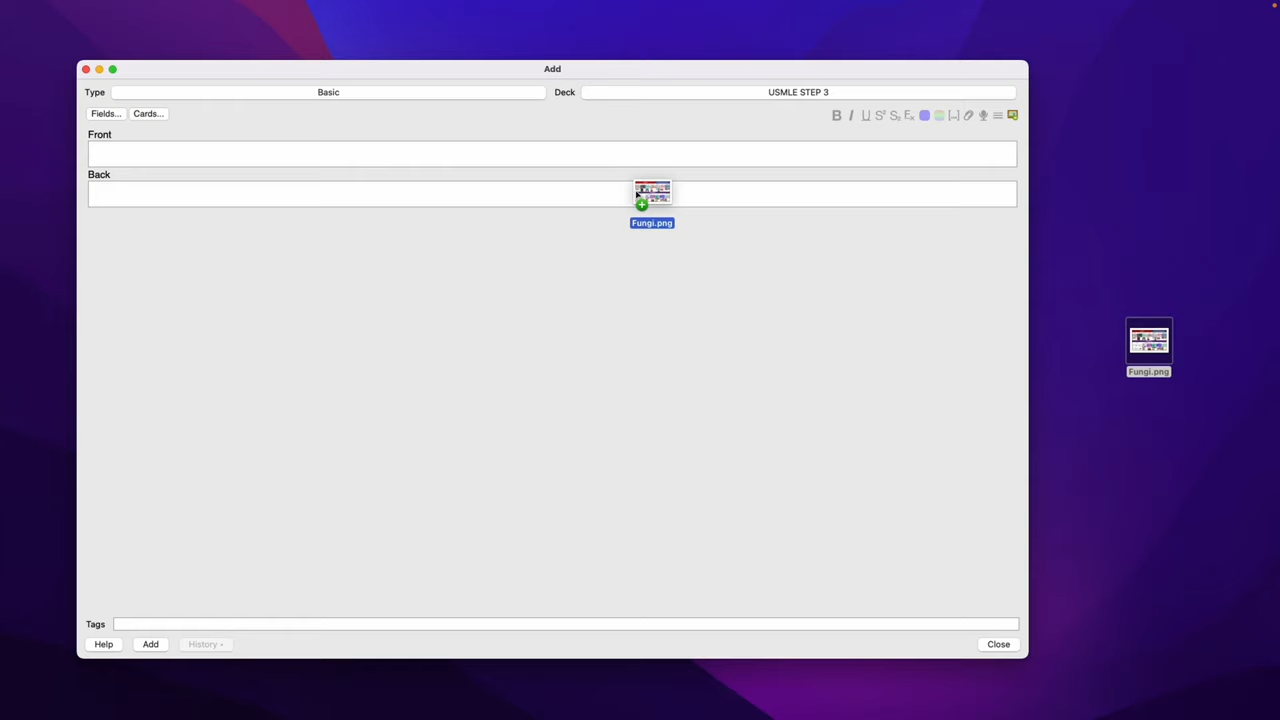 Add
Type Basic Deck USMLE STEP 3
Fields... Cards...
Front
Back
Fungi.png
Fungi.png
Tags
Help Add History Close